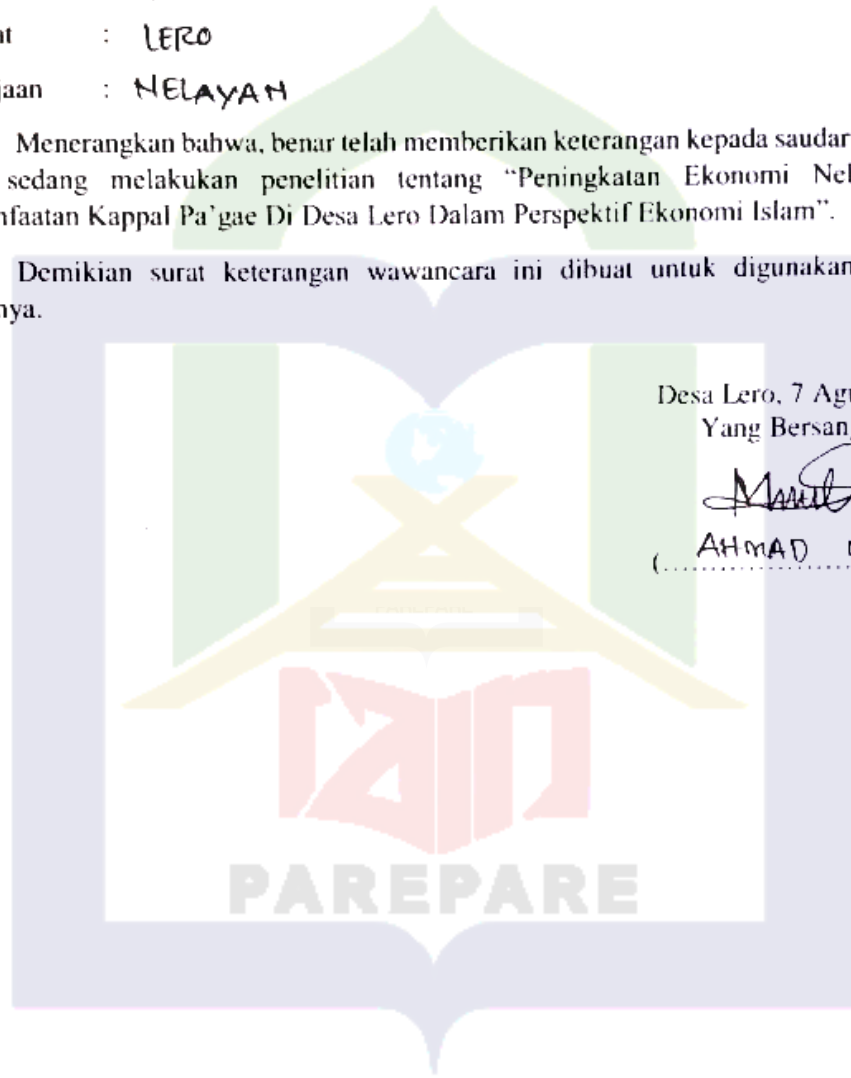 : LERO
: NELAYAN
Menerangkan bahwa, benar telah memberikan keterangan kepada saudar
sedang melakukan penelitian tentang “Peningkatan Ekonomi Nel
nfaatan Kappal Pa’gae Di Desa Lero Dalam Perspektif Ekonomi Islam”.
Demikian surat keterangan wawancara ini dibuat untuk digunakan
nya.
Desa Lero, 7 Agu
Yang Bersan
(AHMAD
iain
PAREPARE